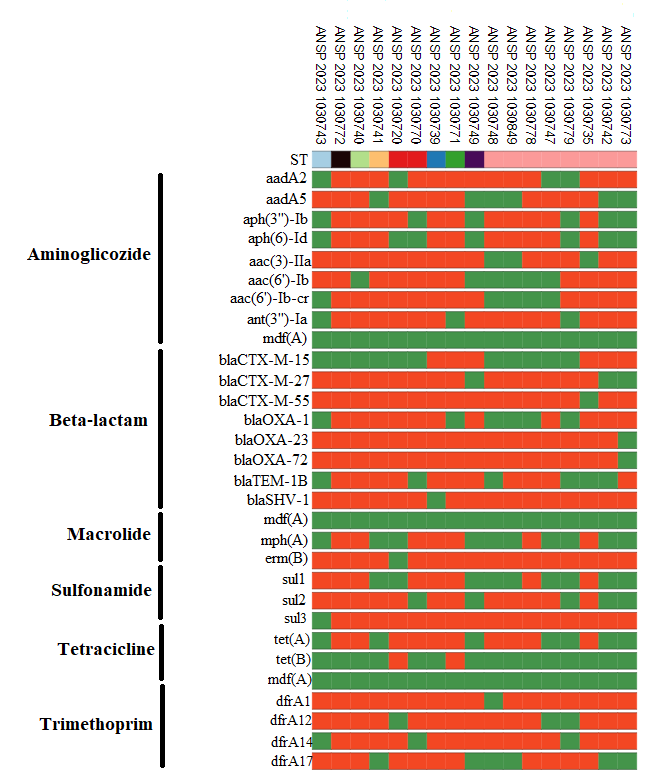 ANSP 2023 1030743
ANSP 2023 1030772
ANSP 2023 1030740
ANSP 2023 1030741
ANSP 2023 1030720
ANSP 2023 1030770
ANSP 2023 1030739
ANSP 2023 1030771
ANSP 2023 1030749
ANSP 2023 1030748
ANSP 2023 1030849
ANSP 2023 1030778
ANSP 2023 1030747
ANSP 2023 1030779
ANSP 2023 1030735
ANSP 2023 1030742
ANSP 2023 1030773
ST
Aminoglicozide
aadA2
aadA5
aph(3")-Ib
aph(6)-Id
aac(3)-IIa
aac(6')-Ib
aac(6')-Ib-cr
ant(3")-Ia
mdf(A)
Beta-lactam
blaCTX-M-15
blaCTX-M-27
blaCTX-M-55
blaOXA-1
blaOXA-23
blaOXA-72
blaTEM-1B
blaSHV-1
Macrolide
mdf(A)
mph(A)
erm(B)
Sulfonamide
sul1
sul2
sul3
Tetracicline
tet(A)
tet(B)
mdf(A)
Trimethoprim
dfrA1
dfrA12
dfrA14
dfrA17